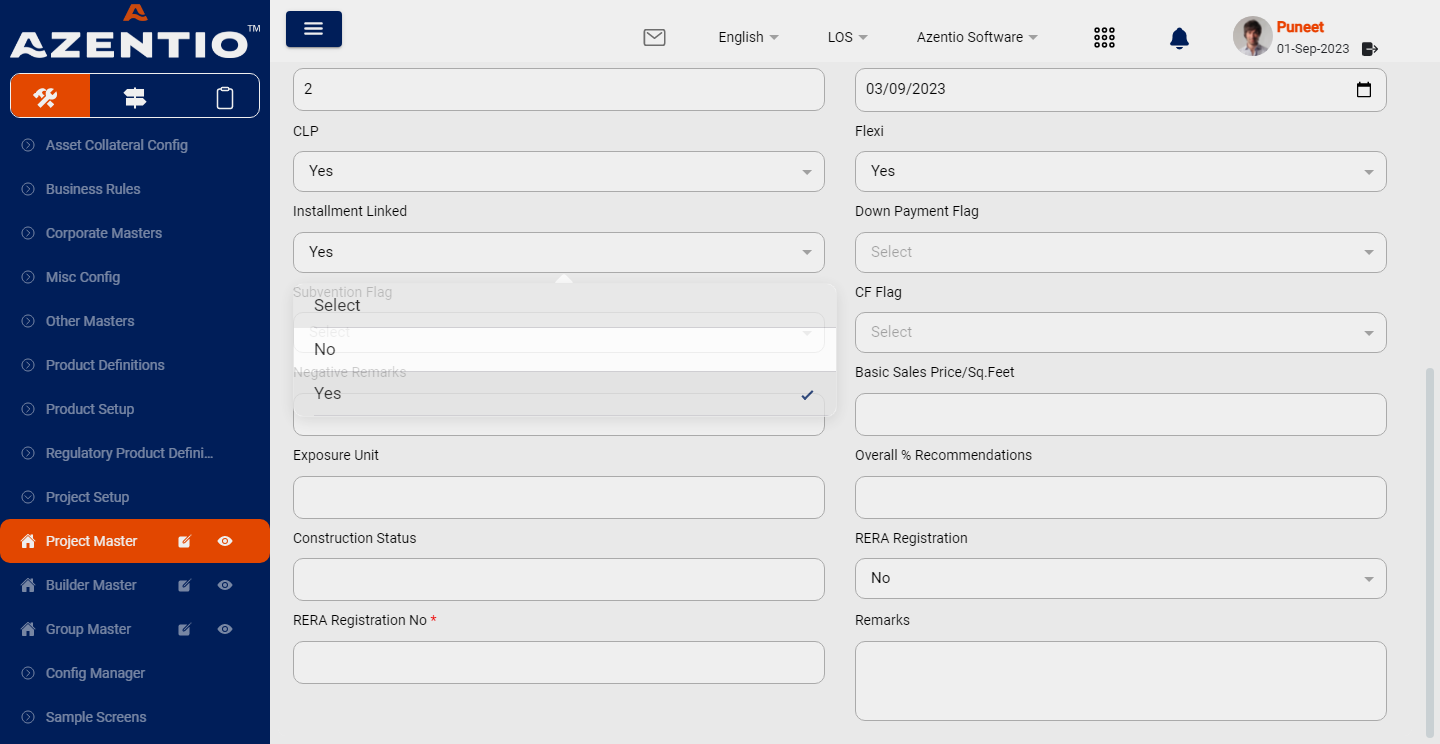 AZENTIO™
English
LOS
Azentio Software
Puneet
01-Sep-2023
Asset Collateral Config
Business Rules
Corporate Masters
Misc Config
Other Masters
Product Definitions
Product Setup
Regulatory Product Defini...
Project Setup
Project Master
Builder Master
Group Master
Config Manager
Sample Screens
2
03/09/2023
CLP
Flexi
Yes
Yes
Installment Linked
Down Payment Flag
Yes
Select
Subvention Flag
CF Flag
Select
Select
Select
No
Negative Remarks
Basic Sales Price/Sq.Feet
Yes
Exposure Unit
Overall % Recommendations
Construction Status
RERA Registration
No
RERA Registration No *
Remarks